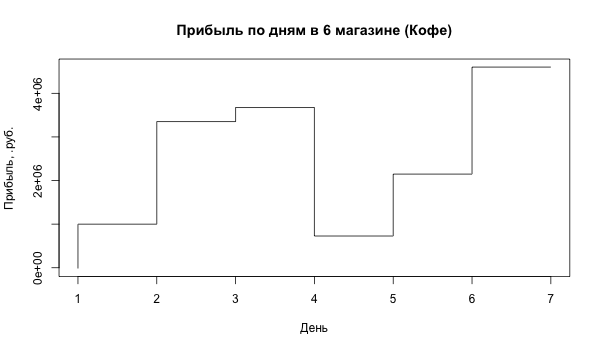 Прибыль по дням в 6 магазине (Кофе)
Прибыль, .руб.
4e+06
2e+06
0e+00
1 2 3 4 5 6 7
День